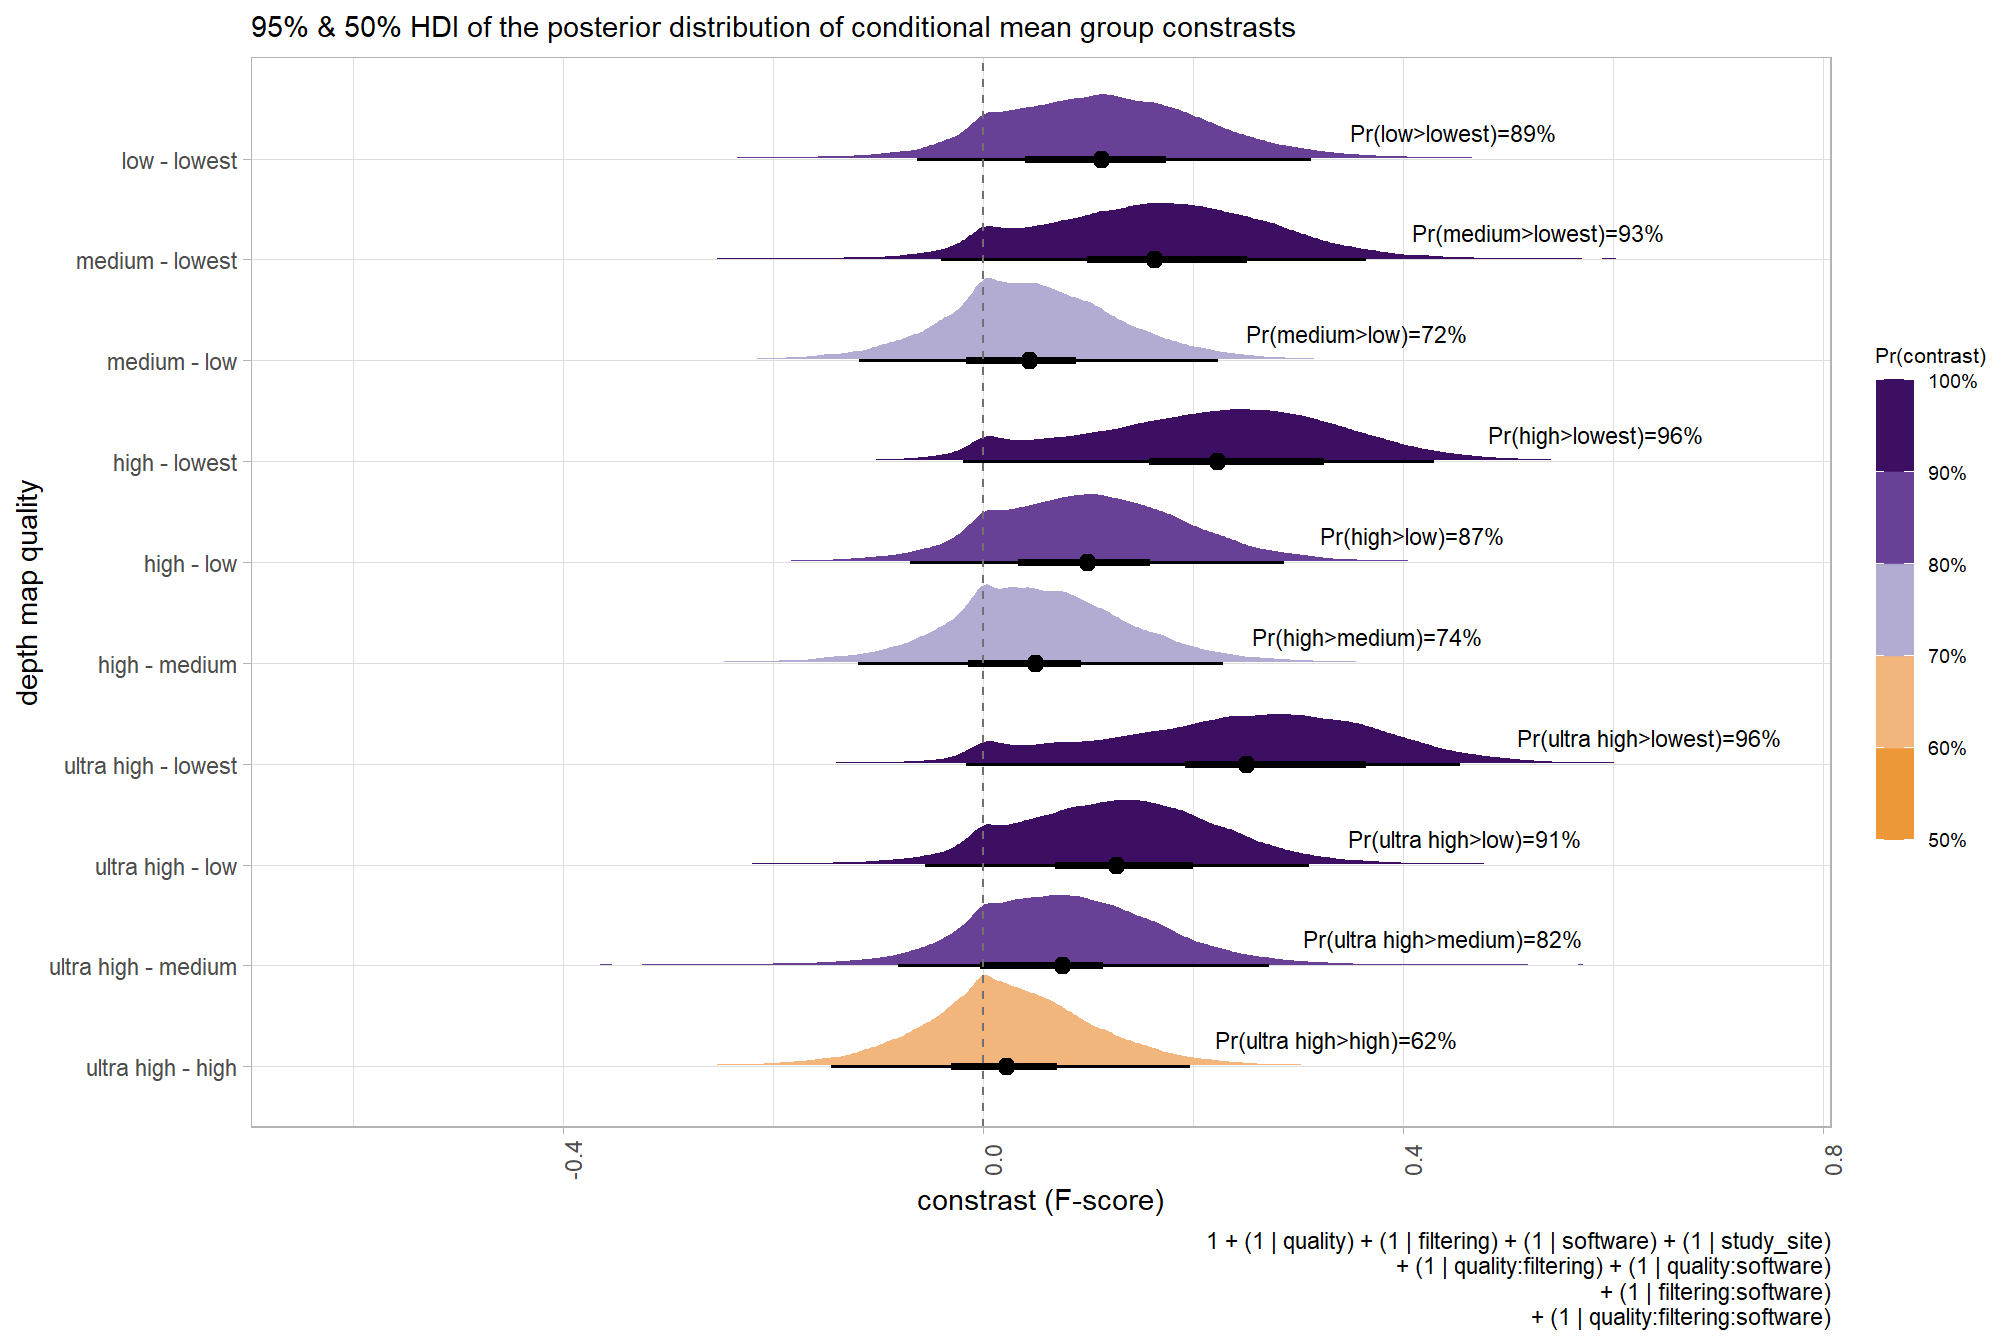 95% & 50% HDI of the posterior distribution of conditional mean group constrasts
depth map quality
low - lowest
Pr(low>lowest)=89%
medium - lowest
Pr(medium>lowest)=93%
medium - low
Pr(medium>low)=72%
high - lowest
Pr(high>lowest)=96%
high - low
Pr(high>low)=87%
high - medium
Pr(high>medium)=74%
ultra high - lowest
Pr(ultra high>lowest)=96%
ultra high - low
Pr(ultra high>low)=91%
ultra high - medium
Pr(ultra high>medium)=82%
ultra high - high
Pr(ultra high>high)=62%
-0.4
0.0
0.4
0.8
constrast (F-score)
Pr(contrast)
100%
90%
80%
70%
60%
50%
1 + (1 | quality) + (1 | filtering) + (1 | software) + (1 | study_site)
+ (1 | quality:filtering) + (1 | quality:software)
+ (1 | filtering:software)
+ (1 | quality:filtering:software)